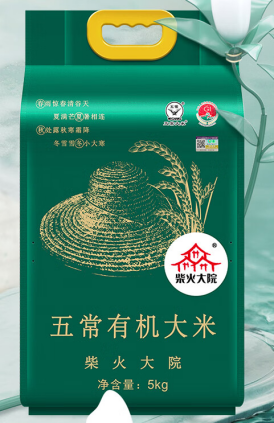 春雨惊春清谷天
夏满芒夏暑相连
秋处露秋寒霜降
冬雪雪冬小大寒
®
柴火大院
五常有机大米
柴火大院
净含量：5kg